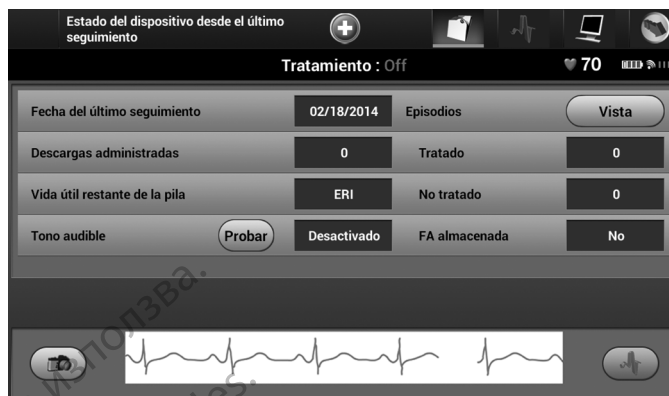 Estado del dispositivo desde el último
seguimiento
Tratamiento : Off
70
Fecha del último seguimiento 02/18/2014 Episodios Vista
Descargas administradas 0 Tratado 0
Vida útil restante de la pila ERI No tratado 0
Tono audible Probar Desactivado FA almacenada No
използва.